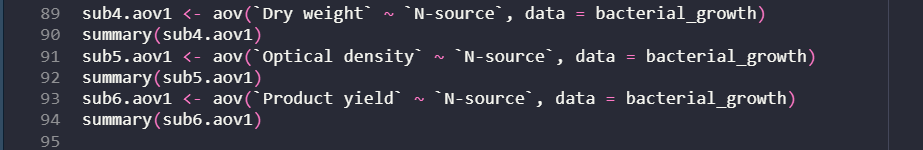 89 sub4.aov1 <- aov(`Dry weight` ~ `N-source`, data = bacterial_growth)
90 summary(sub4.aov1)
91 sub5.aov1 <- aov(`Optical density` ~ `N-source`, data = bacterial_growth)
92 summary(sub5.aov1)
93 sub6.aov1 <- aov(`Product yield` ~ `N-source`, data = bacterial_growth)
94 summary(sub6.aov1)
95